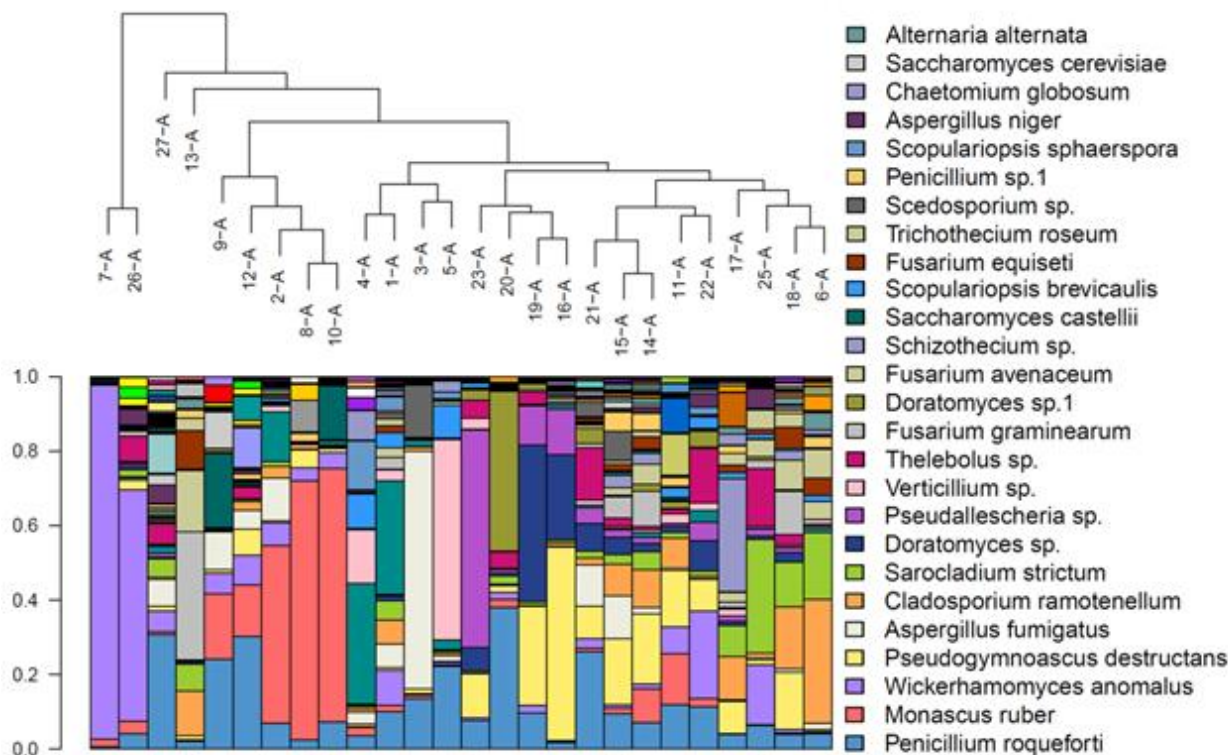 27-A
13-A
7-A
26-A
9-A
12-A
2-A
8-A
10-A
4-A
1-A
3-A
5-A
23-A
20-A
19-A
16-A
21-A
15-A
14-A
11-A
22-A
17-A
25-A
18-A
6-A
1.0
0.8
0.6
0.4
0.2
0.0
Alternaria alternata
Saccharomyces cerevisiae
Chaetomium globosum
Aspergillus niger
Scopulariopsis sphaerspora
Penicillium sp.1
Scedosporium sp.
Trichothecium roseum
Fusarium equiseti
Scopulariopsis brevicaulis
Saccharomyces castellii
Schizothecium sp.
Fusarium avenaceum
Doratomyces sp.1
Fusarium graminearum
Thelebolus sp.
Verticillium sp.
Pseudallescheria sp.
Doratomyces sp.
Sarocladium strictum
Cladosporium ramotenellum
Aspergillus fumigatus
Pseudogymnoascus destructans
Wickerhamomyces anomalus
Monascus ruber
Penicillium roqueforti